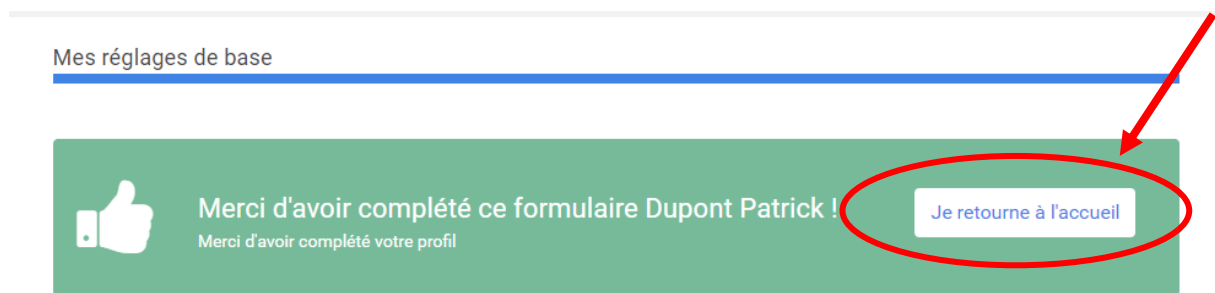 Mes réglages de base
Merci d'avoir complété ce formulaire Dupont Patrick !
Merci d'avoir complété votre profil
Je retourne à l'accueil